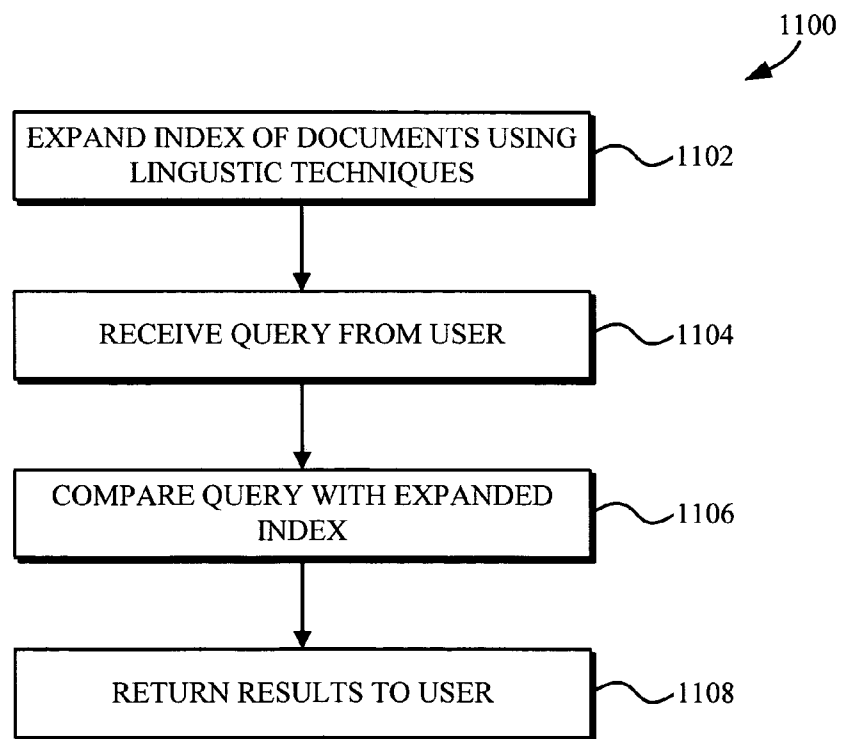 1100
EXPAND INDEX OF DOCUMENTS USING
LINGUSTIC TECHNIQUES
1102
RECEIVE QUERY FROM USER
1104
COMPARE QUERY WITH EXPANDED
INDEX
1106
RETURN RESULTS TO USER
1108